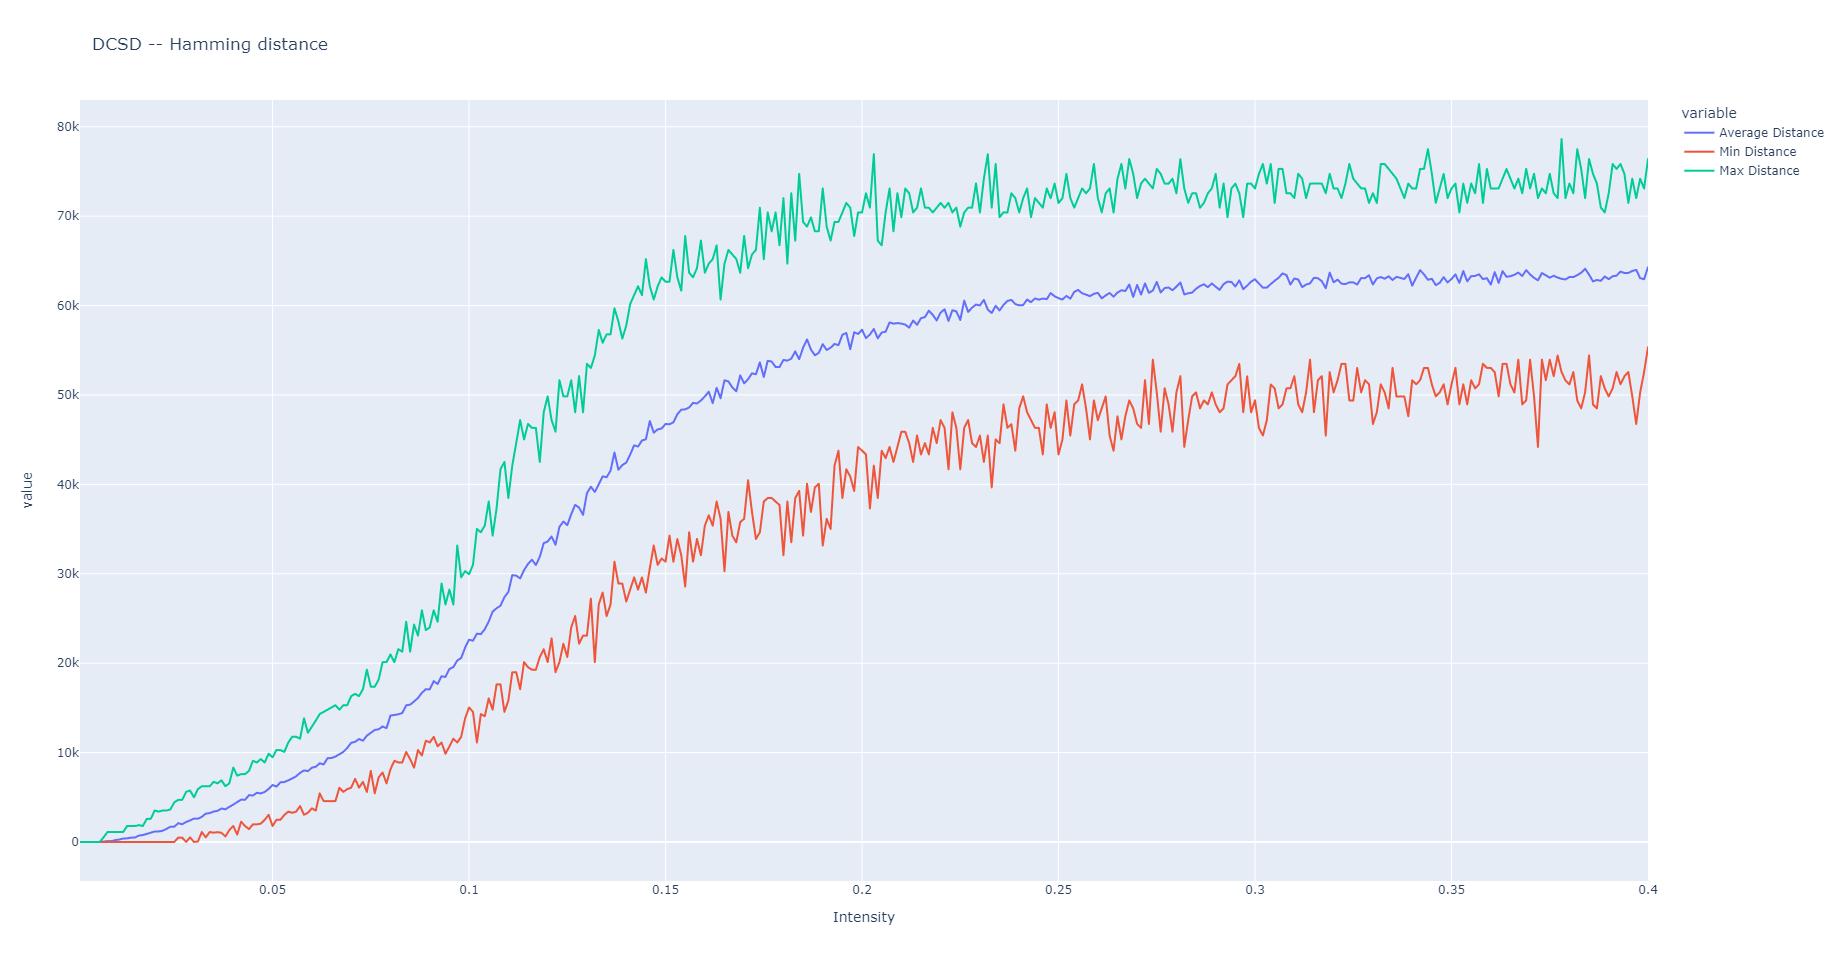 DCSD -- Hamming distance
variable
Average Distance
Min Distance
Max Distance
80k
70k
60k
50k
40k
30k
20k
10k
0
value
0.05 0.1 0.15 0.2 0.25 0.3 0.35 0.4
Intensity